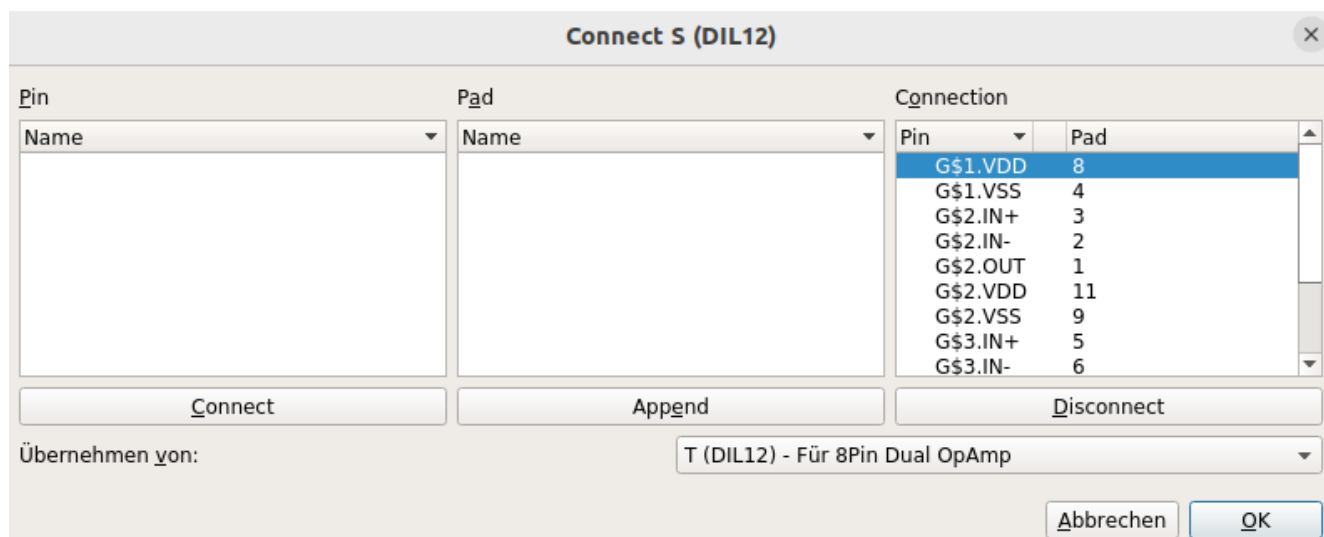 Connect S (DIL12)
Pin Pad Connection
Name Name Pin Pad
G$1.VDD 8
G$1.VSS 4
G$2.IN+ 3
G$2.IN- 2
G$2.OUT 1
G$2.VDD 11
G$2.VSS 9
G$3.IN+ 5
G$3.IN- 6
Connect Append Disconnect
Übernehmen von: T (DIL12) - Für 8Pin Dual OpAmp
Abbrechen OK